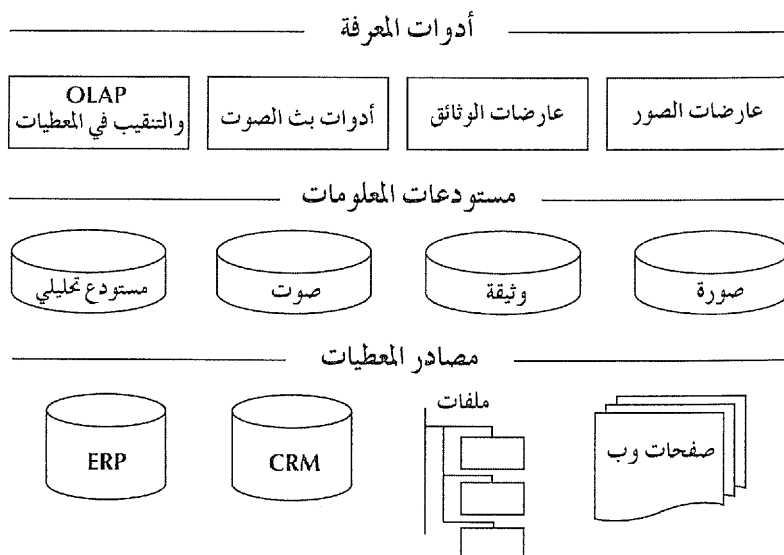 أدوات المعرفة
عارضات الصور
عارضات الوثائق
أدوات بث الصوت
OLAP
والتنقيب في المعطيات
مستودعات المعلومات
صورة
وثيقة
صوت
مستودع تحليلي
مصادر المعطيات
صفحات وب
ملفات
CRM
ERP